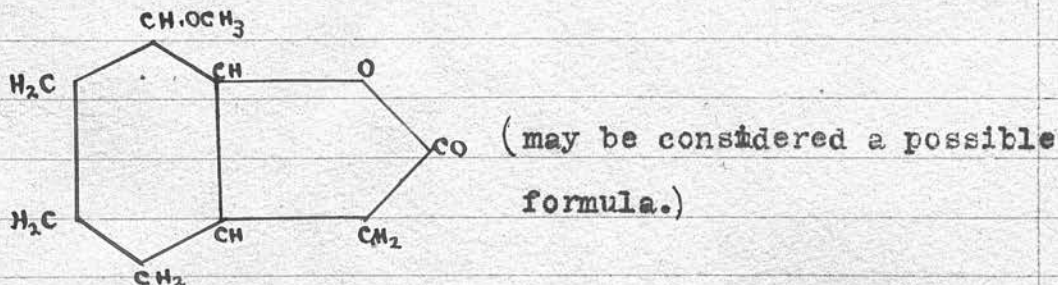 CH.OCH₃
H₂C CH O
CO (may be considered a possible
formula.)
H₂C CH CH₂
CH₂